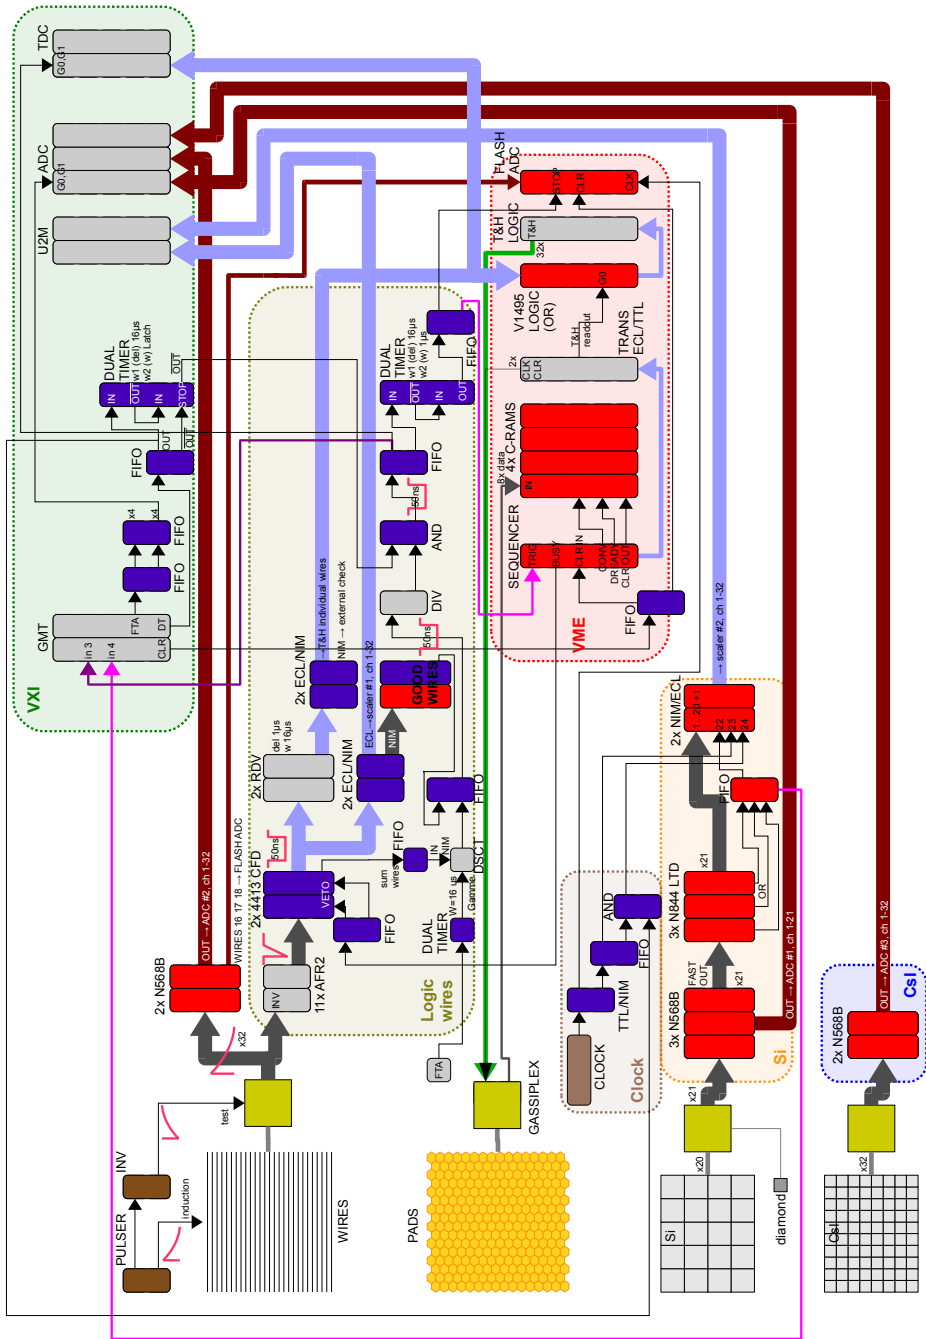 TDC
G0,G1
ADC
G0,G1
U2M
DUAL
TIMER
w1 (del) 16µs
w2 (w) Latch
IN
OUT
IN
STOP
OUT
OUT
OUT
FIFO
x4
x4
FIFO
FIFO
GMT
FTA
DT
CLR
in 3
in 4
VXI
FLASH
ADC
STOP
CLR
CLK
T&H
LOGIC
T&H
32x
V1495
LOGIC
(OR)
G0
T&H
readout
TRANS
ECL/TTL
2x
CLK
CLR
8x data
4x C-RAMS
IN
SEQUENCER
TRIG
BUSY
CLR IN
CONV
DREADY
CLR OUT
FIFO
VME
FIFO
DUAL
TIMER
w1 (del) 16µs
w2 (w) 1µs
IN
OUT
IN
OUT
FIFO
50ns
AND
DIV
50ns
→T&H individual wires
NIM → external check
2x ECL/NIM
GOOD
WIRES
ECL→scaler #1, ch 1-32
NIM
del 1µs
w 16µs
2x RDV
2x ECL/NIM
FIFO
50ns
2x 4413 CFD
VETO
sum
wires
FIFO
IN
NIM
DSCT
W=16 us
Gamme
DUAL
TIMER
FIFO
INV
11x AFR2
Logic
wires
OUT → ADC #2, ch 1-32
WIRES 16 17 18 → FLASH ADC
2x N568B
x32
FTA
test
INV
PULSER
induction
WIRES
GASSIPLEX
PADS
AND
FIFO
TTL/NIM
CLOCK
Clock
→ scaler #2, ch 1-32
2x NIM/ECL
1...20 +1
22
23
24
FIFO
x21
3x N844 LTD
OR
FAST
OUT
x21
3x N568B
OUT → ADC #1, ch 1-21
Si
x21
x20
Si
diamond
OUT → ADC #3, ch 1-32
2x N568B
CsI
x32
CsI